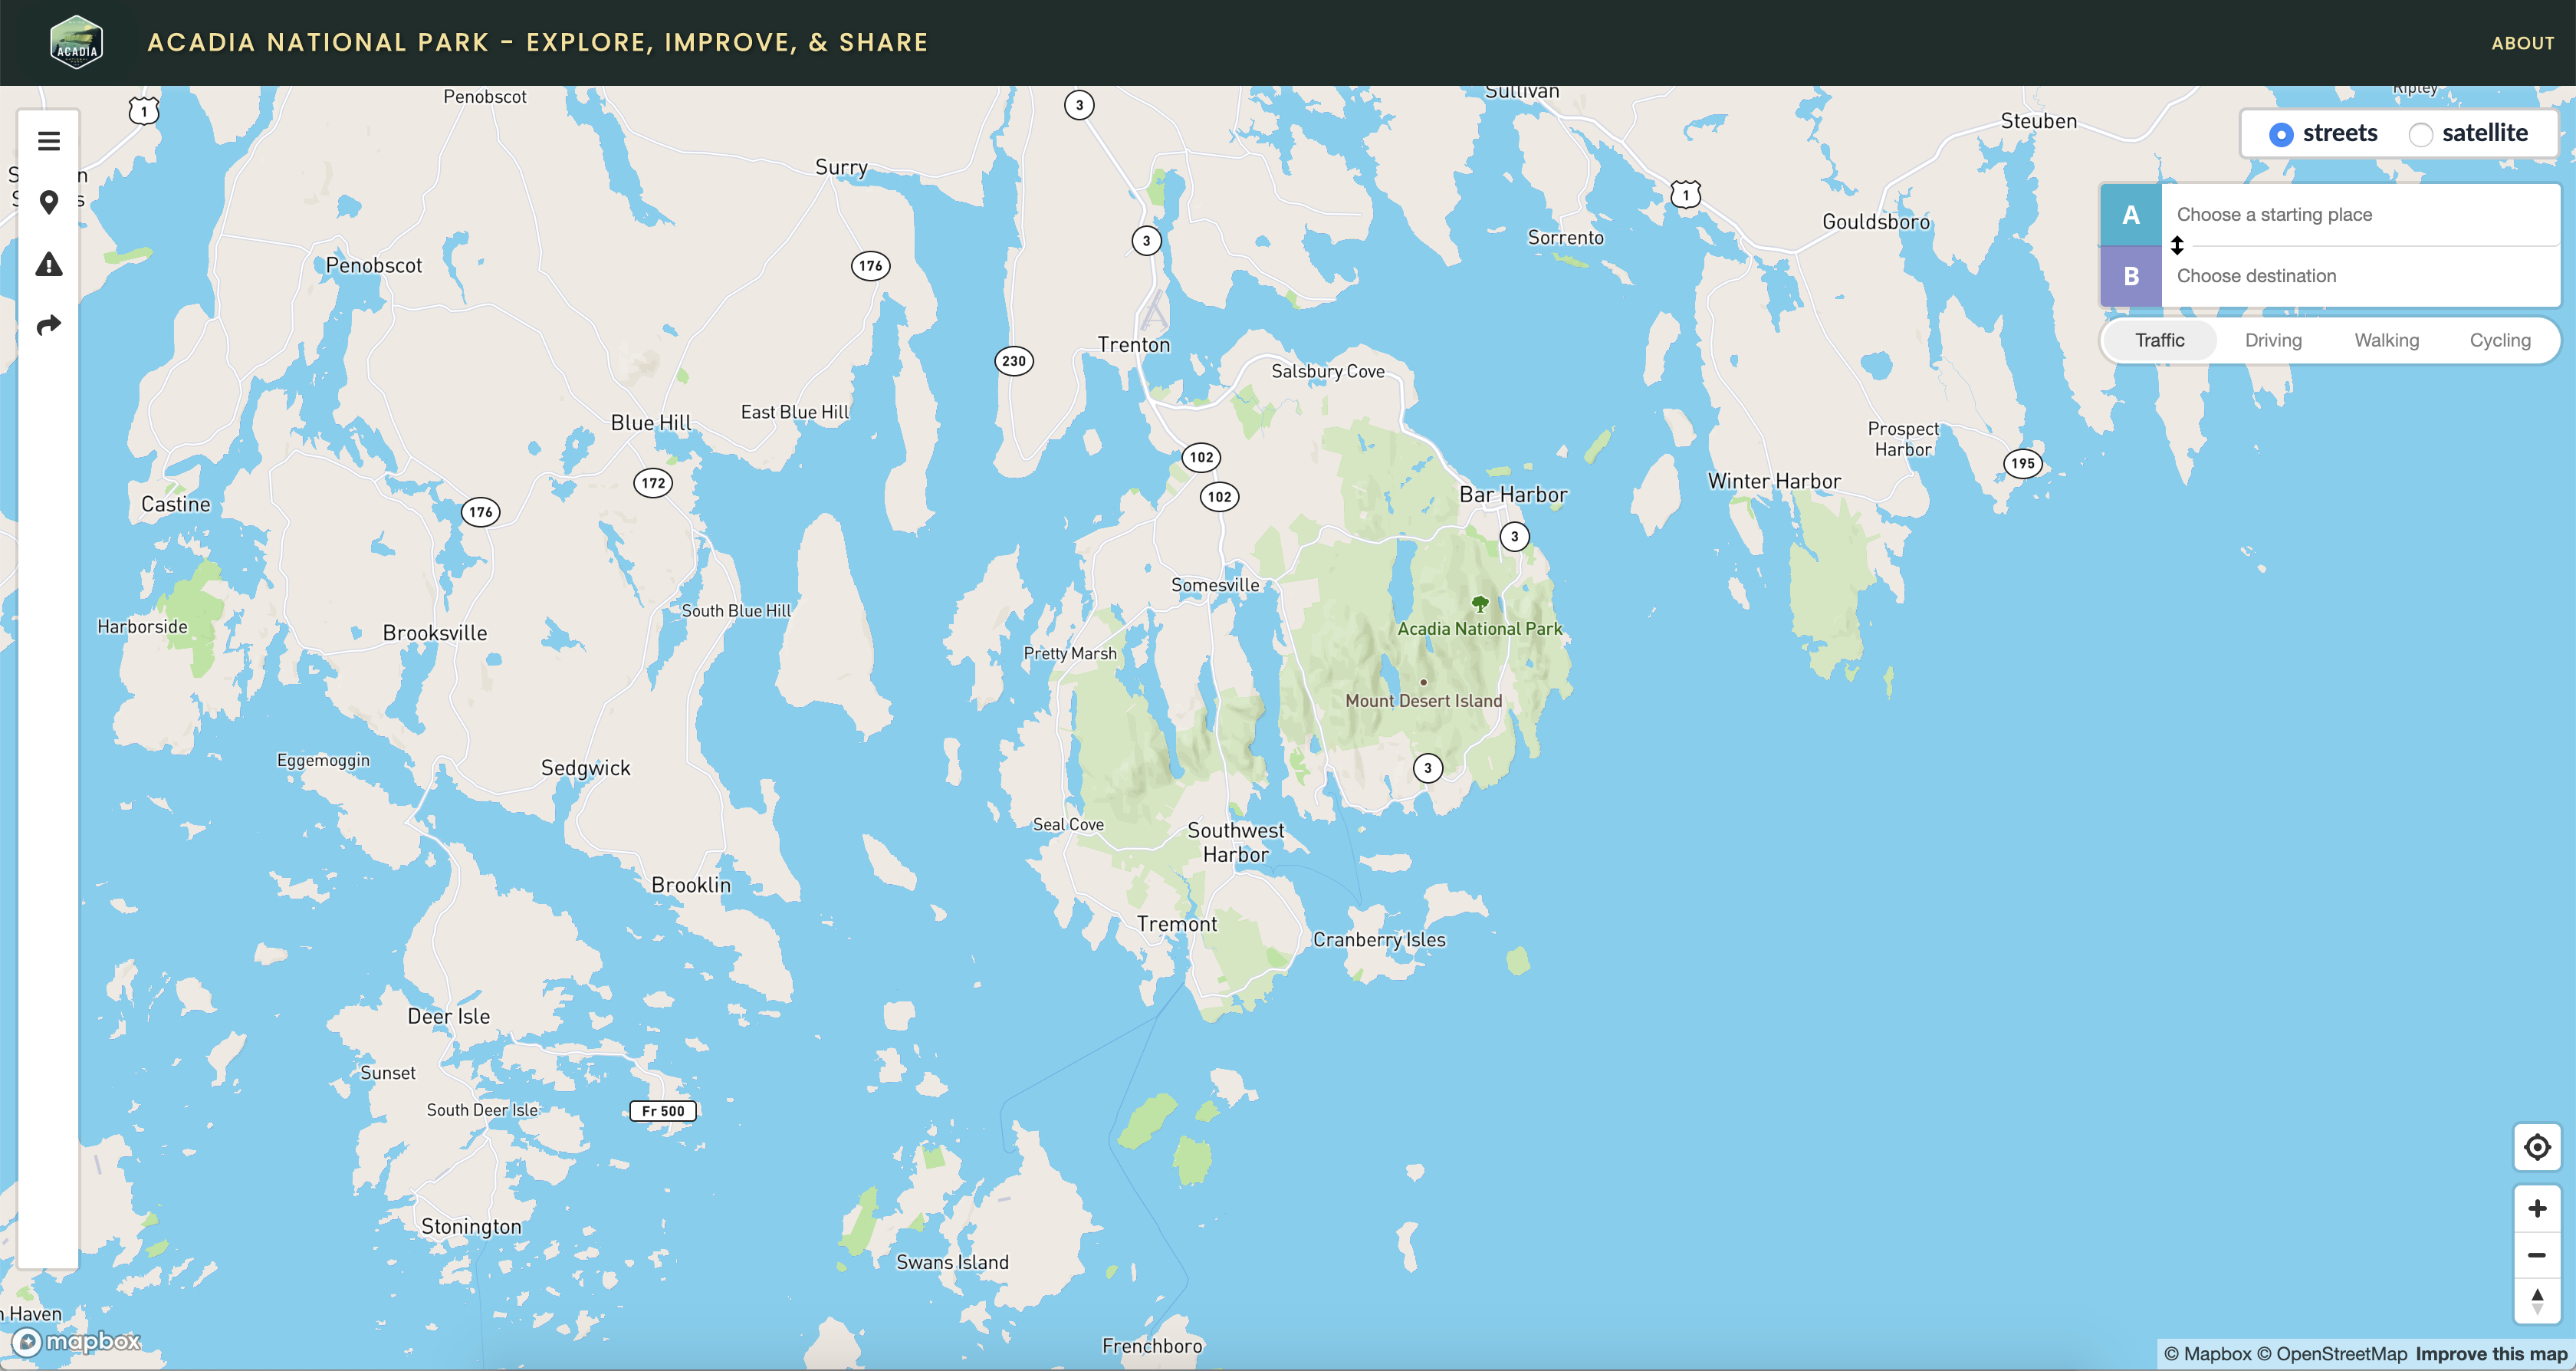 ACADIA
ACADIA NATIONAL PARK - EXPLORE, IMPROVE, & SHARE
ABOUT
Penobscot
Sullivan
Ripley
1
3
streets
satellite
Steuben
Surry
1
A
Choose a starting place
Gouldsboro
Sorrento
3
Penobscot
176
B
Choose destination
Traffic
Driving
Walking
Cycling
Trenton
230
Salsbury Cove
East Blue Hill
Blue Hill
Prospect
Harbor
102
195
172
Winter Harbor
102
Bar Harbor
Castine
176
3
Somesville
South Blue Hill
Harborside
Brooksville
Acadia National Park
Pretty Marsh
Mount Desert Island
Eggemoggin
Sedgwick
3
Seal Cove
Southwest
Harbor
Brooklin
Tremont
Cranberry Isles
Deer Isle
Sunset
South Deer Isle
Fr 500
Stonington
Swans Island
n Haven
mapbox
Frenchboro
© Mapbox © OpenStreetMap Improve this map